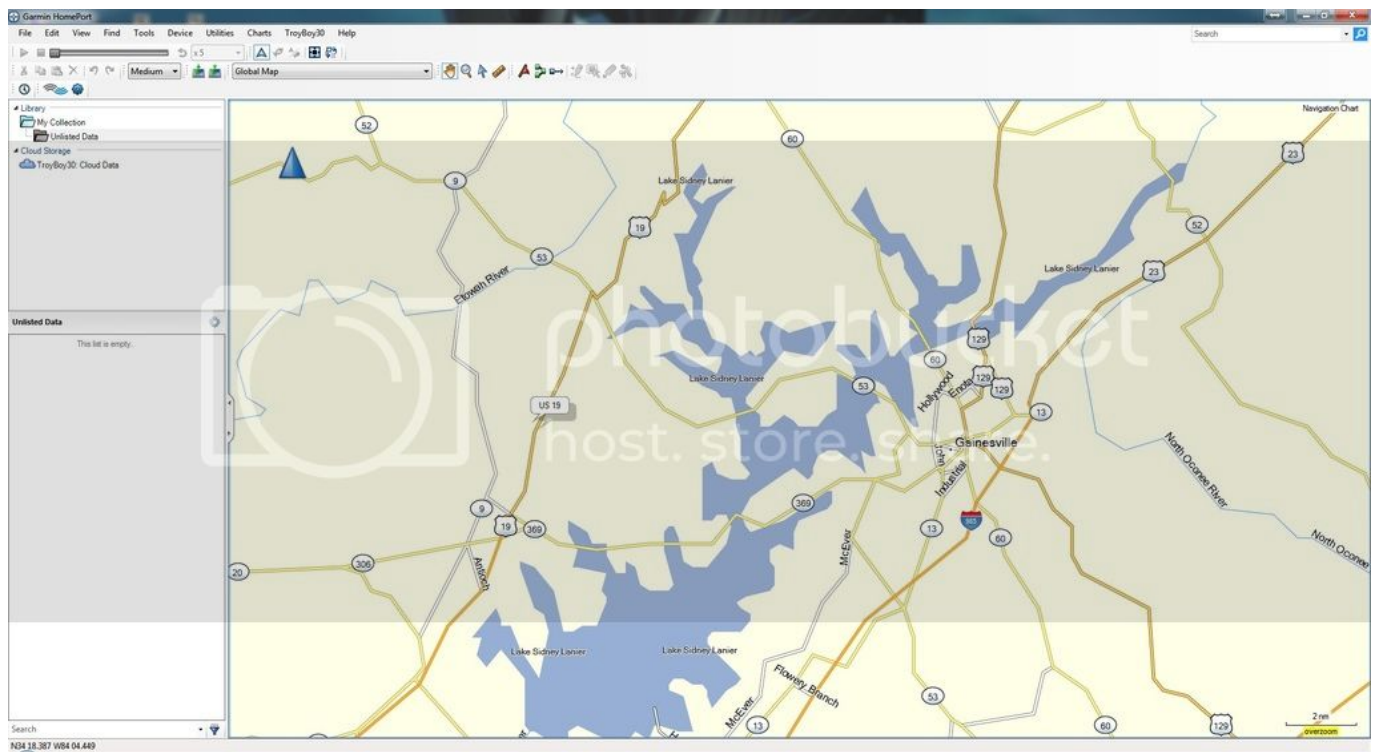 Garmin HomePort
File Edit View Find Tools Device Utilities Charts TroyBoy30 Help
Search
x5
Medium
Global Map
Library
My Collection
Unlisted Data
Cloud Storage
TroyBoy30: Cloud Data
Unlisted Data
This list is empty.
Search
N34 18.387 W84 04.449
Navigation Chart
52
60
23
9
Lake Sidney Lanier
19
52
53
Lake Sidney Lanier
23
Etowah River
photobucket
129
60
Lake Sidney Lanier
53
Hollywood
Enota
129
129
US 19
13
host. store. share.
Gainesville
John
Industrial
North Oconee River
9
369
19
369
13
985
60
McEver
North Oconee
306
20
Antioch
Lake Sidney Lanier
Lake Sidney Lanier
Flowery Branch
53
McEver
13
60
129
2 nm
overzoom